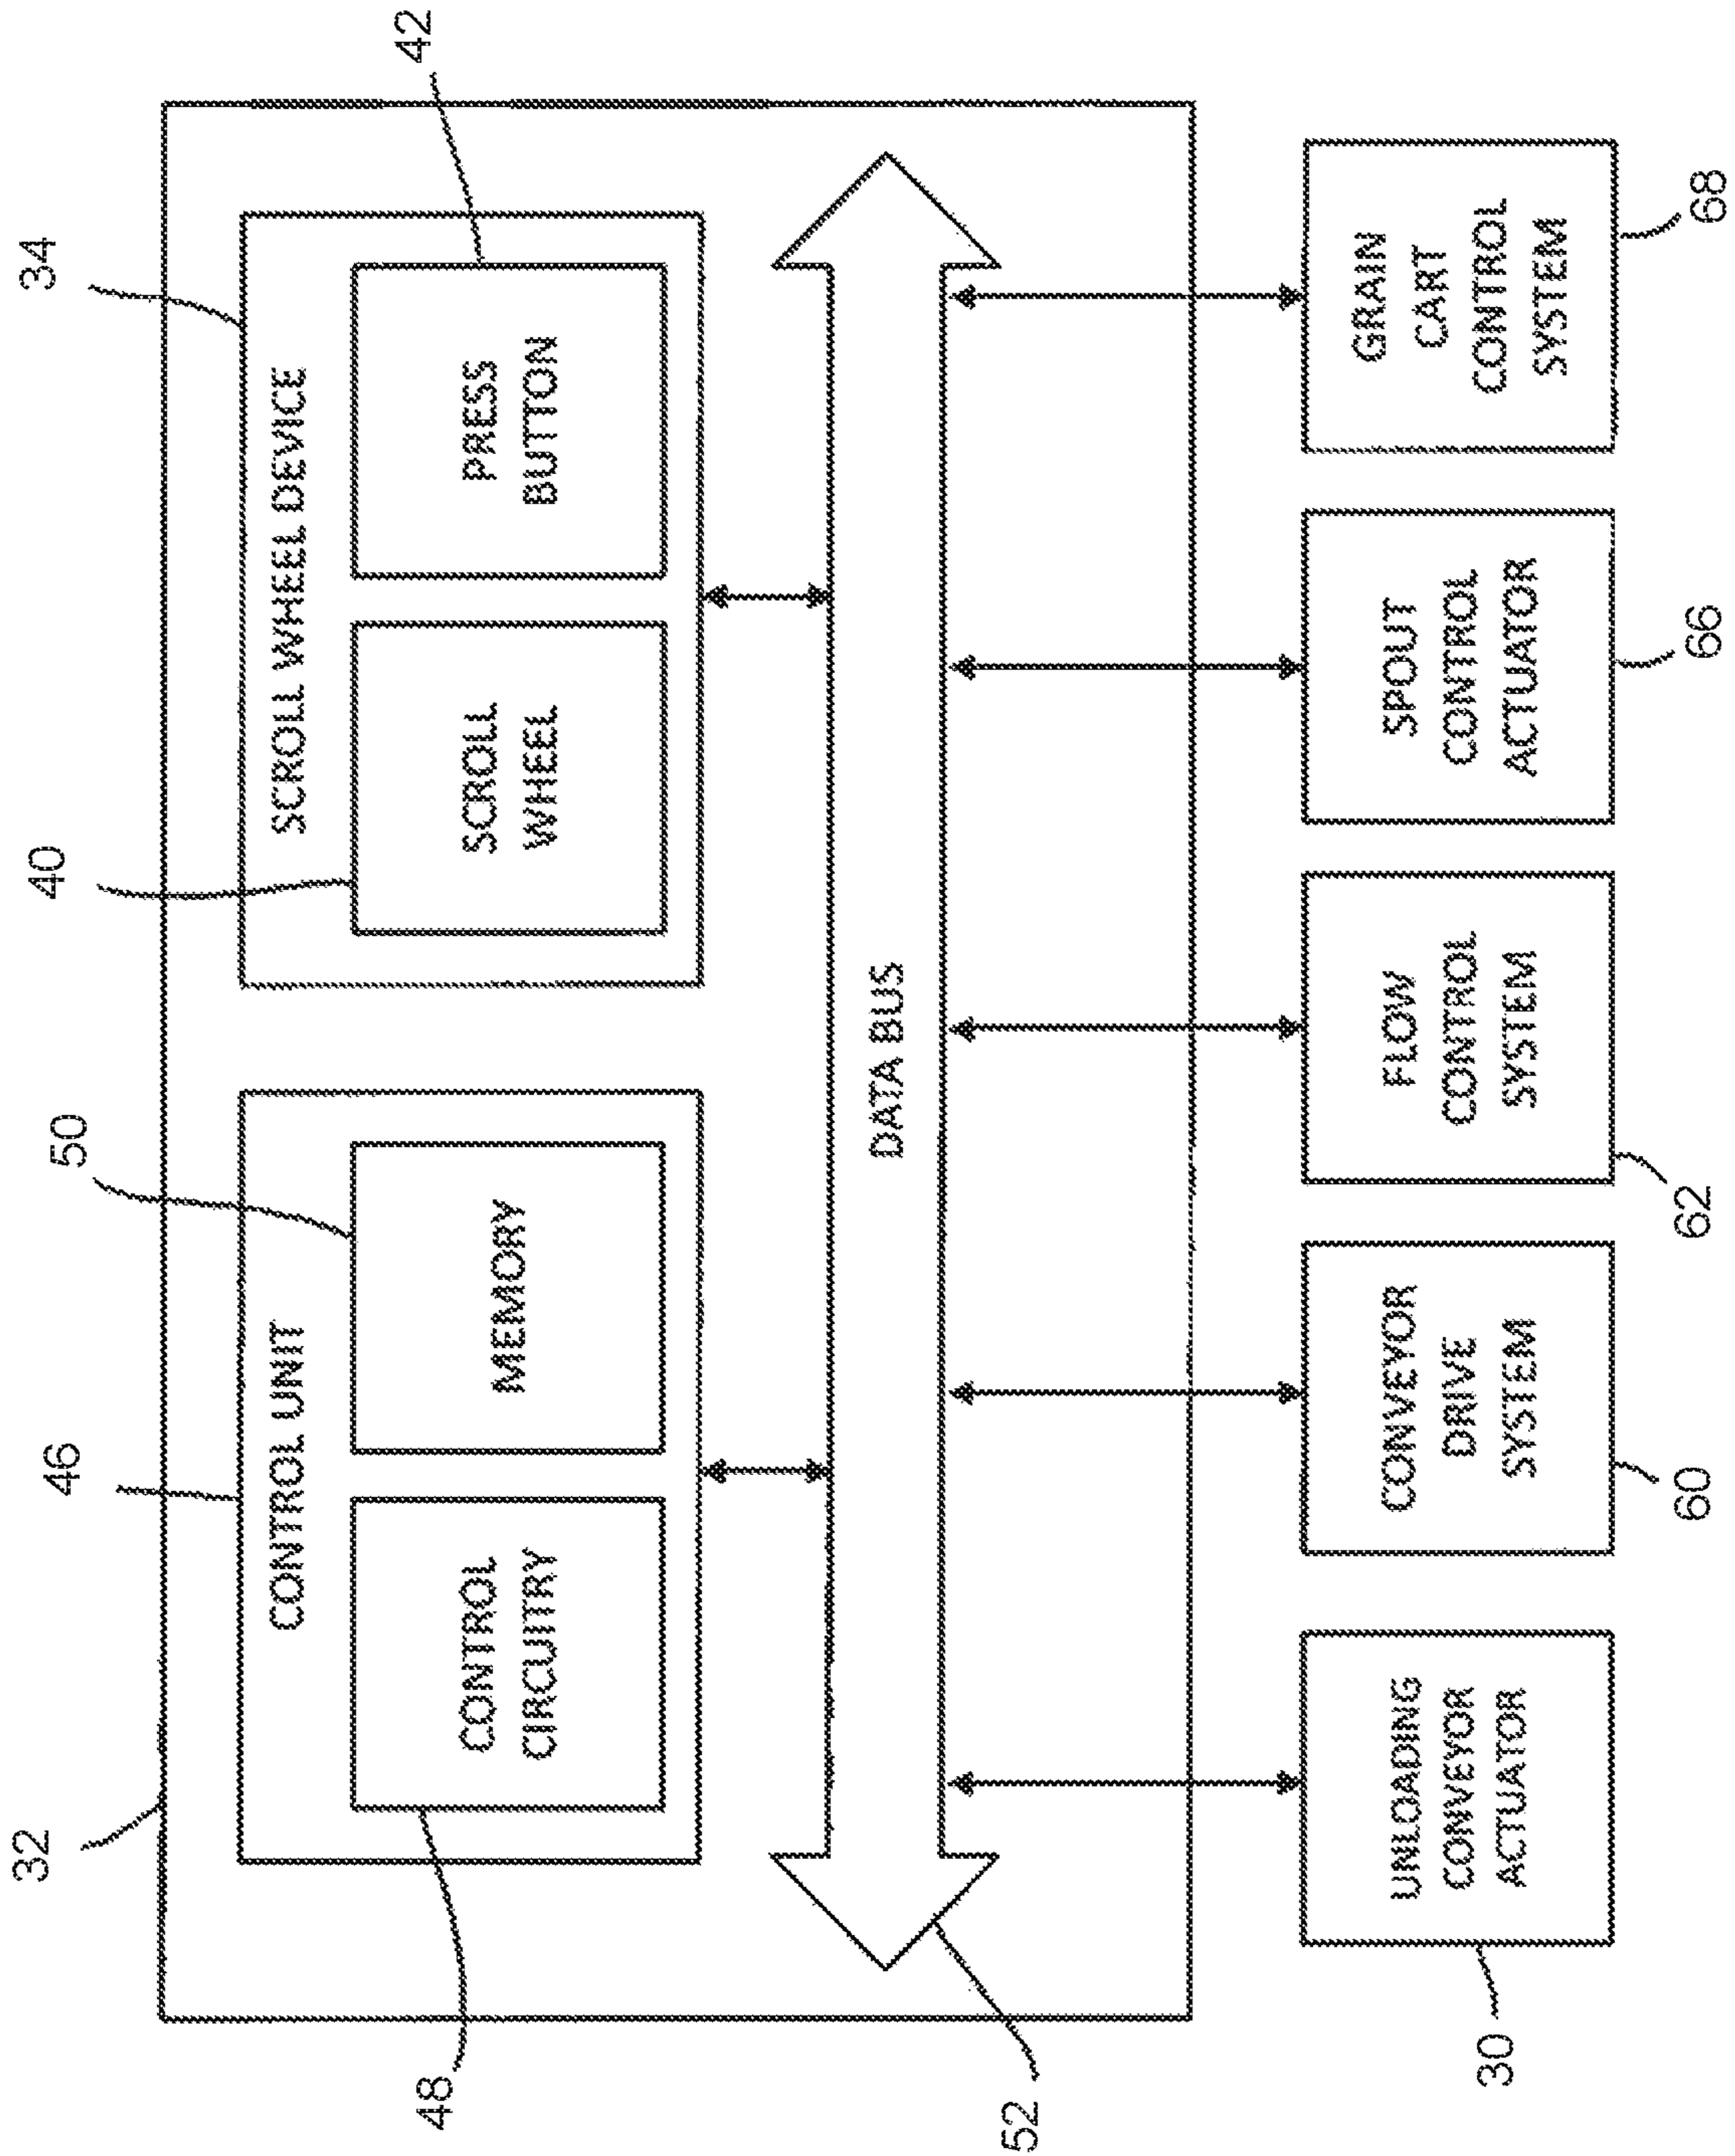 32
46
50
40
34
42
CONTROL UNIT
SCROLL WHEEL DEVICE
CONTROL
CIRCUITRY
MEMORY
SCROLL
WHEEL
PRESS
BUTTON
48
DATA BUS
52
UNLOADING
CONVEYOR
ACTUATOR
CONVEYOR
DRIVE
SYSTEM
FLOW
CONTROL
SYSTEM
SPOUT
CONTROL
ACTUATOR
GRAIN
CART
CONTROL
SYSTEM
30
60
62
66
68